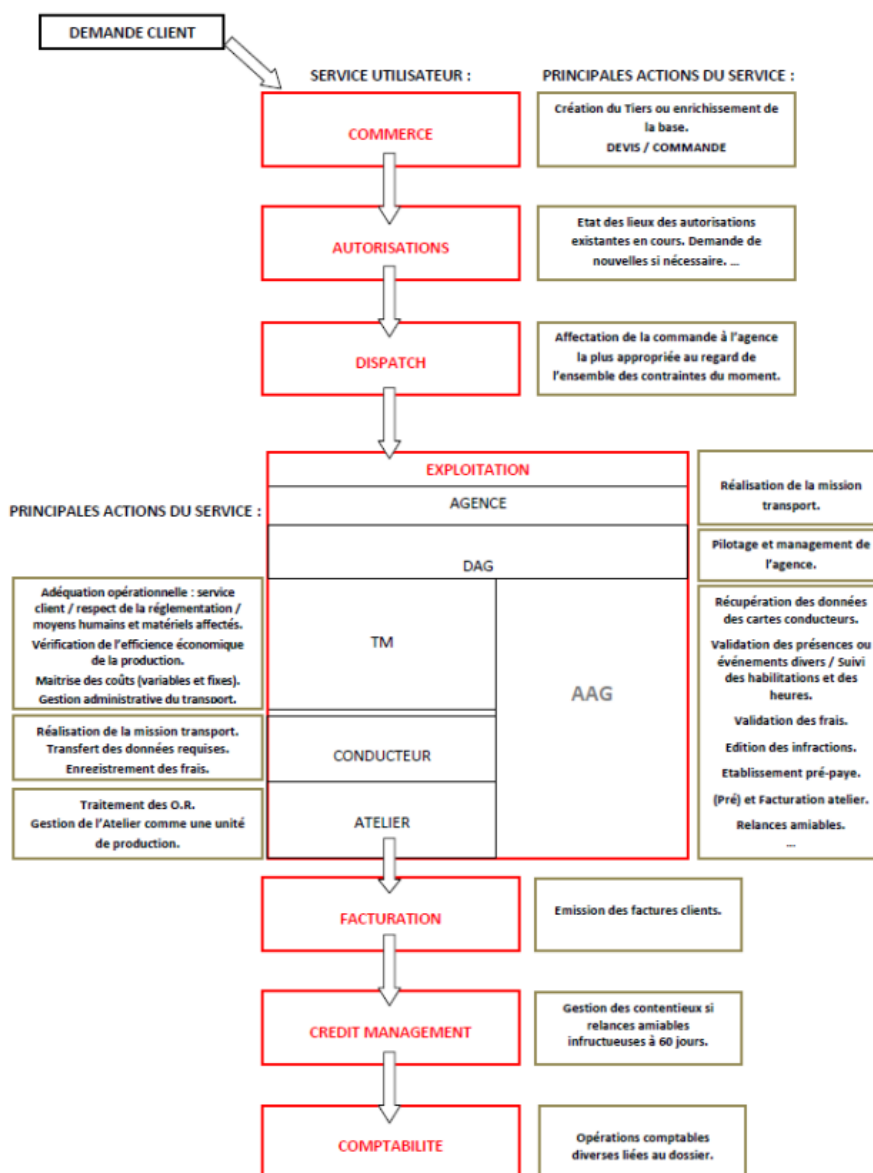 DEMANDE CLIENT
SERVICE UTILISATEUR :
PRINCIPALES ACTIONS DU SERVICE :
COMMERCE
Création du Tiers ou enrichissement de
la base.
DEVIS / COMMANDE
AUTORISATIONS
Etat des lieux des autorisations
existantes en cours. Demande de
nouvelles si nécessaire. ...
DISPATCH
Affectation de la commande à l'agence
la plus appropriée au regard de
l'ensemble des contraintes du moment.
EXPLOITATION
AGENCE
Réalisation de la mission
transport.
PRINCIPALES ACTIONS DU SERVICE :
DAG
Pilotage et management de
l'agence.
Adéquation opérationnelle : service
client / respect de la réglementation /
moyens humains et matériels affectés.
Vérification de l'efficience économique
de la production.
Maitrise des coûts (variables et fixes).
Gestion administrative du transport.
TM
AAG
Récupération des données
des cartes conducteurs.
Validation des présences ou
événements divers / Suivi
des habilitations et des
heures.
Validation des frais.
Edition des infractions.
Etablissement pré-paye.
(Pré) et Facturation atelier.
Relances amiables.
...
Réalisation de la mission transport.
Transfert des données requises.
Enregistrement des frais.
CONDUCTEUR
Traitement des O.R.
Gestion de l'Atelier comme une unité
de production.
ATELIER
FACTURATION
Emission des factures clients.
CREDIT MANAGEMENT
Gestion des contentieux si
relances amiables
infructueuses à 60 jours.
COMPTABILITE
Opérations comptables
diverses liées au dossier.